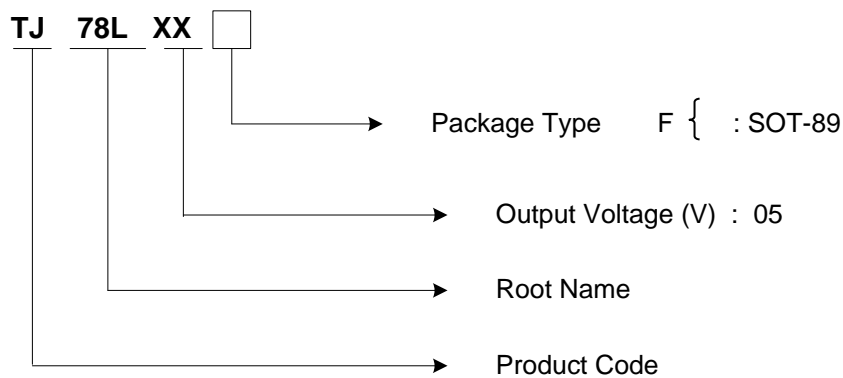 TJ 78L XX
Package Type F { : SOT-89
Output Voltage (V) : 05
Root Name
Product Code